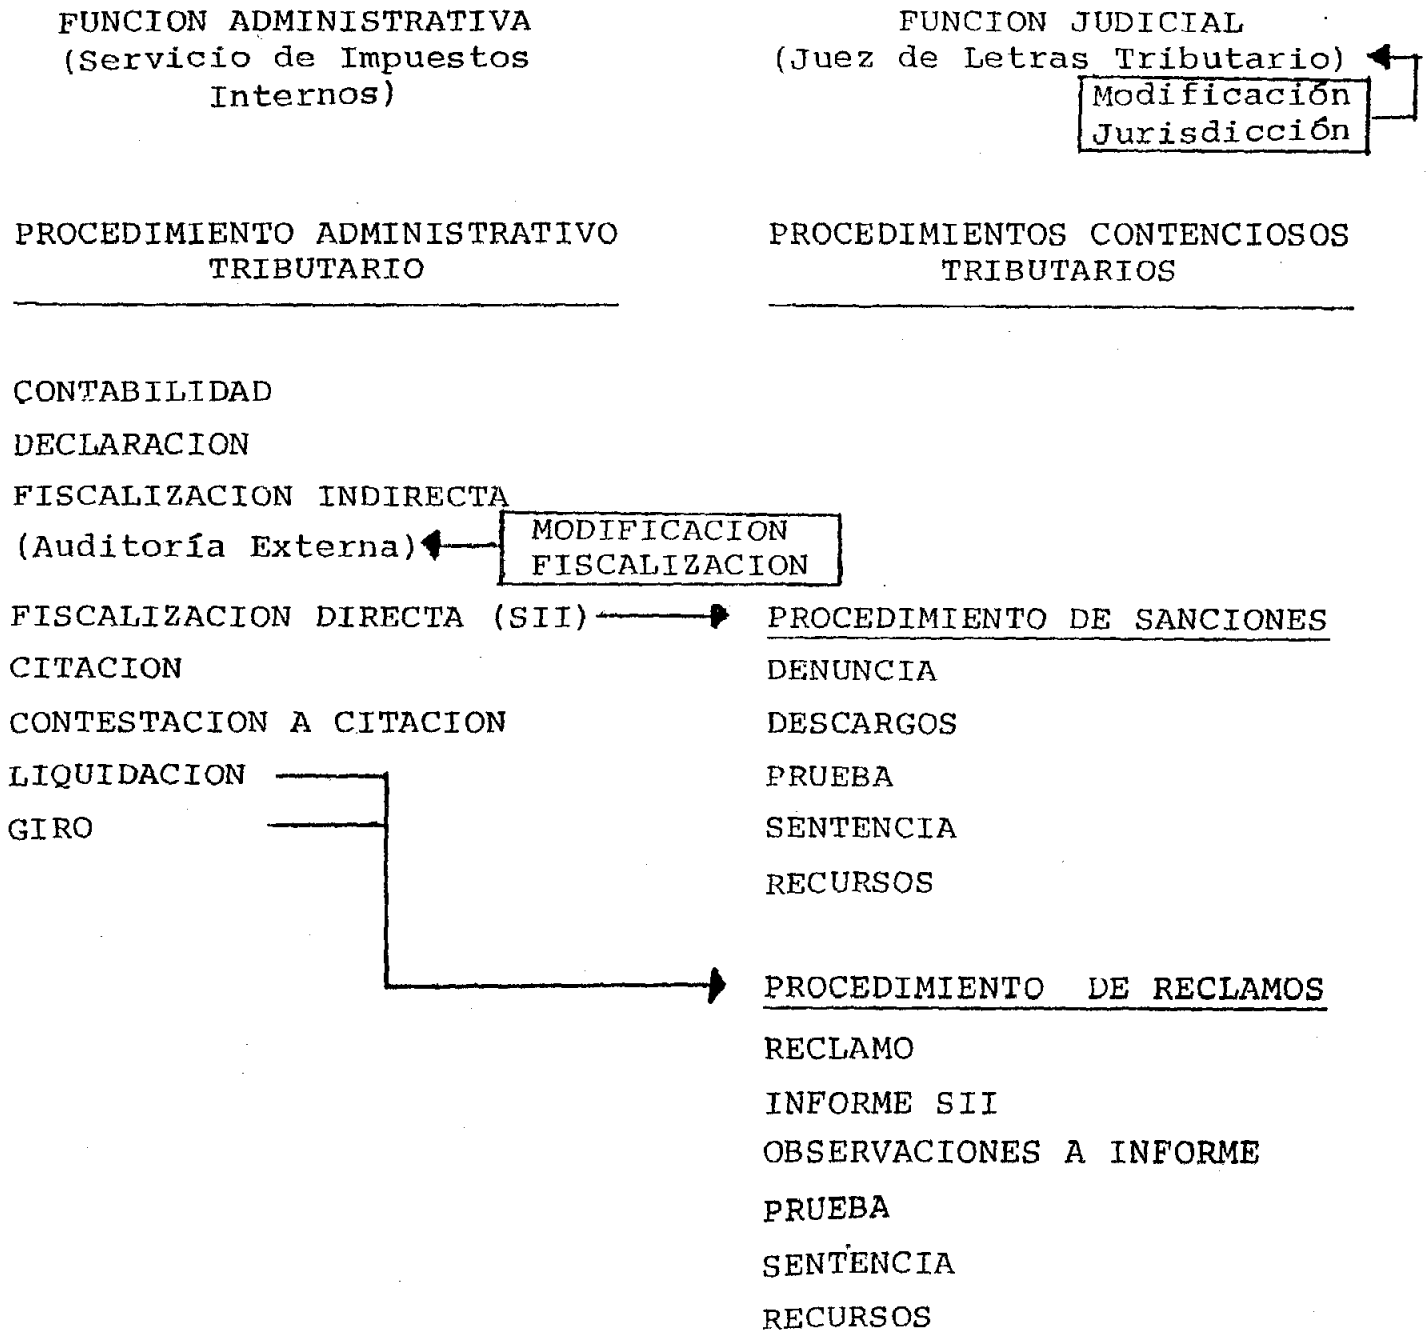 FUNCION ADMINISTRATIVA
(Servicio de Impuestos
Internos)
FUNCION JUDICIAL
(Juez de Letras Tributario)
Modificación
Jurisdicción
PROCEDIMIENTO ADMINISTRATIVO
TRIBUTARIO
PROCEDIMIENTOS CONTENCIOSOS
TRIBUTARIOS
CONTABILIDAD
DECLARACION
FISCALIZACION INDIRECTA
(Auditoría Externa)
MODIFICACION
FISCALIZACION
FISCALIZACION DIRECTA (SII)
CITACION
CONTESTACION A CITACION
LIQUIDACION
GIRO
PROCEDIMIENTO DE SANCIONES
DENUNCIA
DESCARGOS
PRUEBA
SENTENCIA
RECURSOS
PROCEDIMIENTO DE RECLAMOS
RECLAMO
INFORME SII
OBSERVACIONES A INFORME
PRUEBA
SENTENCIA
RECURSOS